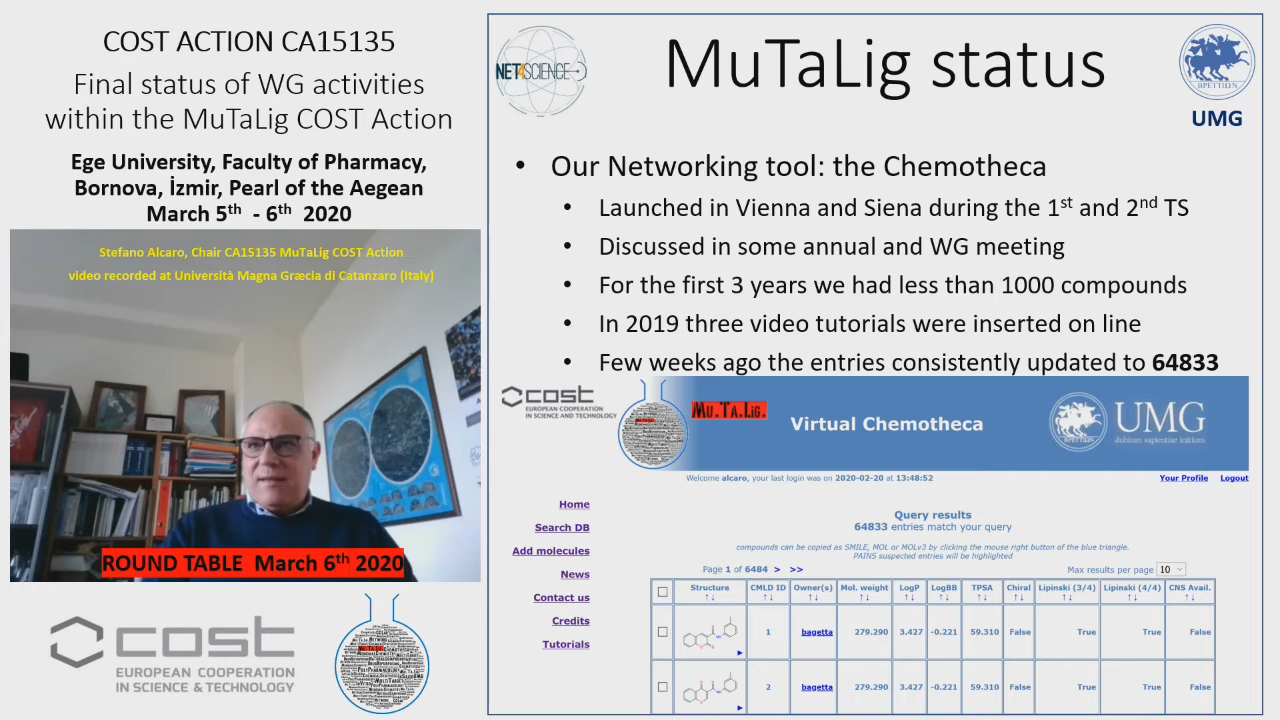 COST ACTION CA15135
Final status of WG activities
within the MuTaLig COST Action
Ege University, Faculty of Pharmacy,
Bornova, İzmir, Pearl of the Aegean
March 5th - 6th 2020
Stefano Alcaro, Chair CA15135 MuTaLig COST Action
video recorded at Università Magna Græcia di Catanzaro (Italy)
ROUND TABLE March 6th 2020
cost
EUROPEAN COOPERATION
IN SCIENCE & TECHNOLOGY
NET4SCIENCE
MuTaLig status
ΒΡΕΤΤΙΩΝ
UMG
• Our Networking tool: the Chemotheca
• Launched in Vienna and Siena during the 1st and 2nd TS
• Discussed in some annual and WG meeting
• For the first 3 years we had less than 1000 compounds
• In 2019 three video tutorials were inserted on line
• Few weeks ago the entries consistently updated to 64833
cost
EUROPEAN COOPERATION
IN SCIENCE AND TECHNOLOGY
Mu.Ta.Lig.
Virtual Chemotheca
UMG
dubium sapientiae initium
Welcome alcaro, your last login was on 2020-02-20 at 13:48:52
Your Profile Logout
Home
Search DB
Add molecules
News
Contact us
Credits
Tutorials
Query results
64833 entries match your query
compounds can be copied as SMILE, MOL or MOLv3 by clicking the mouse right button of the blue triangle.
PAINS suspected entries will be highlighted
Page 1 of 6484 > >>
Max results per page 10
Structure CMLD ID Owner(s) Mol. weight LogP LogBB TPSA Chiral Lipinski (3/4) Lipinski (4/4) CNS Avail.
↑↓ ↑↓ ↑↓ ↑↓ ↑↓ ↑↓ ↑↓ ↑↓ ↑↓ ↑↓ ↑↓
1 bagetta 279.290 3.427 -0.221 59.310 False True True False
2 bagetta 279.290 3.427 -0.221 59.310 False True True False